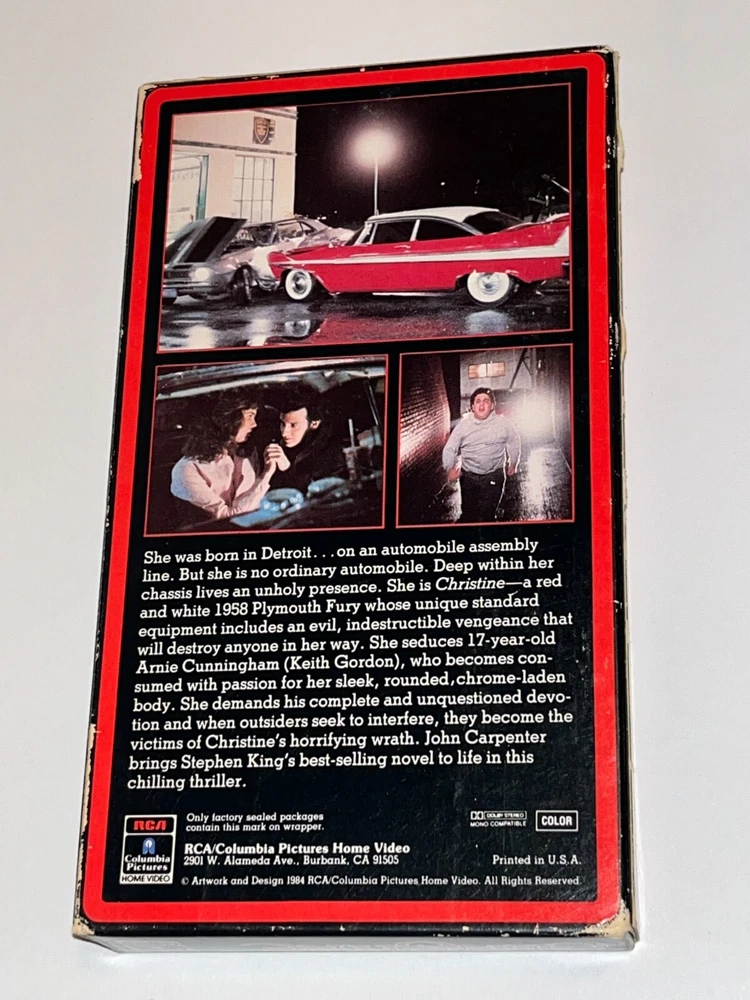 She was born in Detroit...on an automobile assembly
line. But she is no ordinary automobile. Deep within her
chassis lives an unholy presence. She is Christine—a red
and white 1958 Plymouth Fury whose unique standard
equipment includes an evil, indestructible vengeance that
will destroy anyone in her way. She seduces 17-year-old
Arnie Cunningham (Keith Gordon), who becomes con-
sumed with passion for her sleek, rounded, chrome-laden
body. She demands his complete and unquestioned devo-
tion and when outsiders seek to interfere, they become the
victims of Christine's horrifying wrath. John Carpenter
brings Stephen King's best-selling novel to life in this
chilling thriller.
RCA
Columbia
Pictures
HOME VIDEO
Only factory sealed packages
contain this mark on wrapper.
DOLBY STEREO
MONO COMPATIBLE
COLOR
RCA/Columbia Pictures Home Video
2901 W. Alameda Ave., Burbank, CA 91505
Printed in U.S.A.
© Artwork and Design 1984 RCA/Columbia Pictures Home Video. All Rights Reserved.